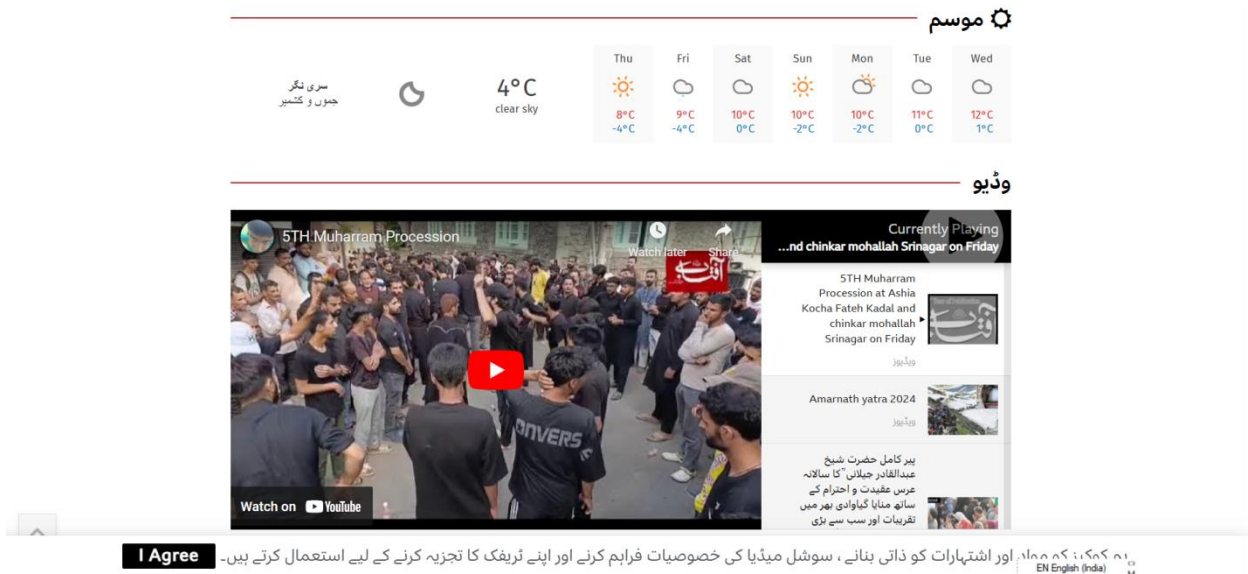 موسم
Thu Fri Sat Sun Mon Tue Wed
سری نگر
جموں و کشمیر
4°C
clear sky
8°C 9°C 10°C 10°C 10°C 11°C 12°C
-4°C -4°C 0°C -2°C -2°C 0°C 1°C
وڈیو
5TH Muharram Procession
Watch later
Share
آفتاب
Currently Playing
...nd chinkar mohallah Srinagar on Friday
5TH Muharram
Procession at Ashia
Kocha Fateh Kadal and
chinkar mohallah
Srinagar on Friday
ویڈیوز
Amarnath yatra 2024
ویڈیوز
پیر کامل حضرت شیخ
عبدالقادر جیلانی ؒکا سالانہ
عرس عقیدت و احترام کے
ساتھ منایا گیاوادی بھر میں
تقریبات اور سب سے بڑی
CONVERS
Watch on YouTube
اور اشتہارات کو ذاتی بنانے ، سوشل میڈیا کی خصوصیات فراہم کرنے اور اپنے ٹریفک کا تجزیہ کرنے کے لیے استعمال کرتے ہیں۔ I Agree
EN English (India)